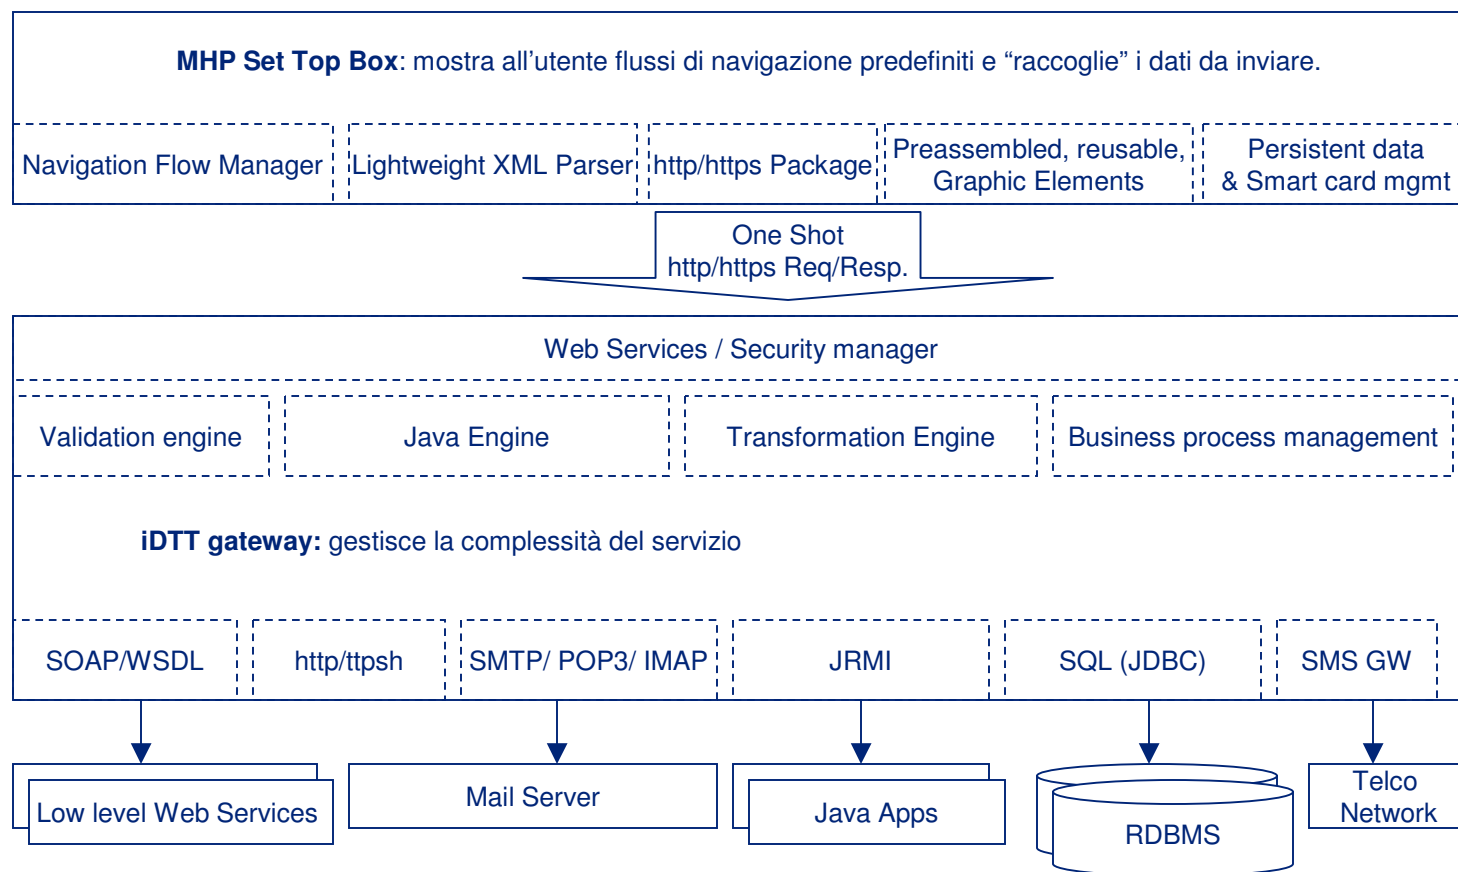 MHP Set Top Box: mostra all’utente flussi di navigazione predefiniti e “raccoglie” i dati da inviare.
Navigation Flow Manager
Lightweight XML Parser
http/https Package
Preassembled, reusable,
Graphic Elements
Persistent data
& Smart card mgmt
One Shot
http/https Req/Resp.
Web Services / Security manager
Validation engine
Java Engine
Transformation Engine
Business process management
iDTT gateway: gestisce la complessità del servizio
SOAP/WSDL
http/ttpsh
SMTP/ POP3/ IMAP
JRMI
SQL (JDBC)
SMS GW
Low level Web Services
Mail Server
Java Apps
RDBMS
Telco
Network